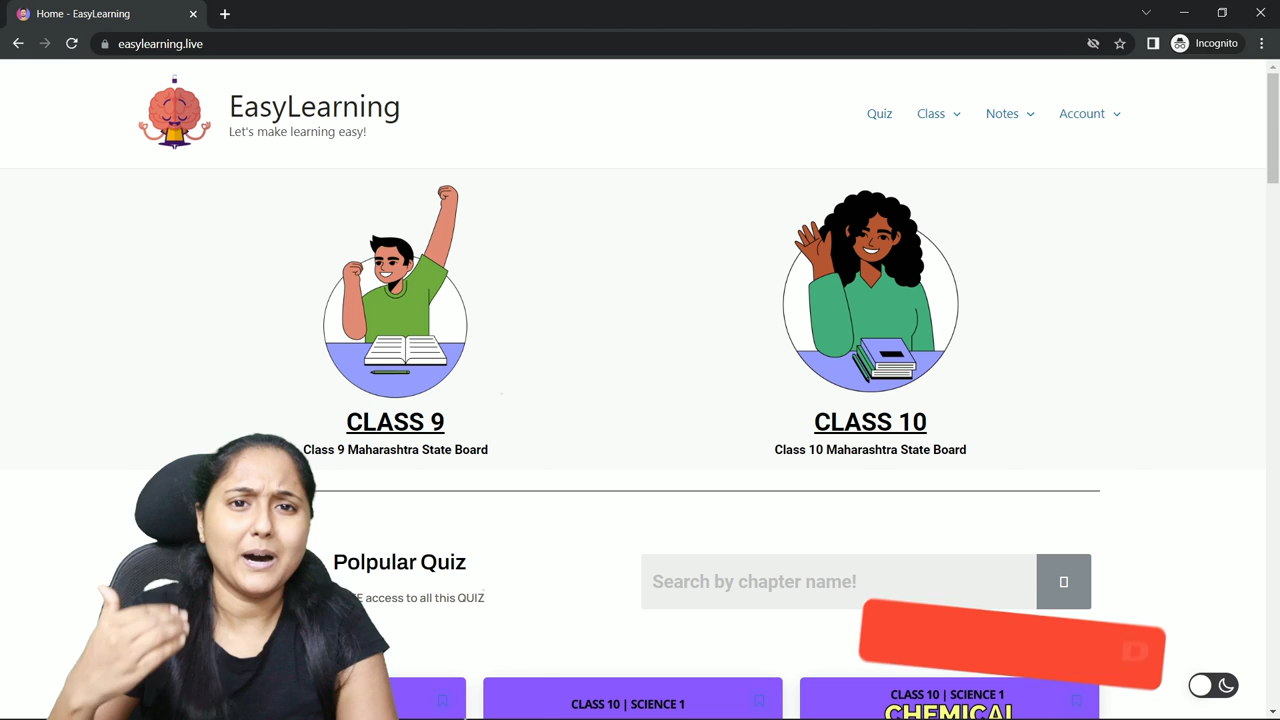 Home - EasyLearning
easylearning.live
Incognito
EasyLearning
Let's make learning easy!
Quiz
Class
Notes
Account
CLASS 9
Class 9 Maharashtra State Board
CLASS 10
Class 10 Maharashtra State Board
Polpular Quiz
access to all this QUIZ
Search by chapter name!
CLASS 10 | SCIENCE 1
CLASS 10 | SCIENCE 1
CHEMICAL